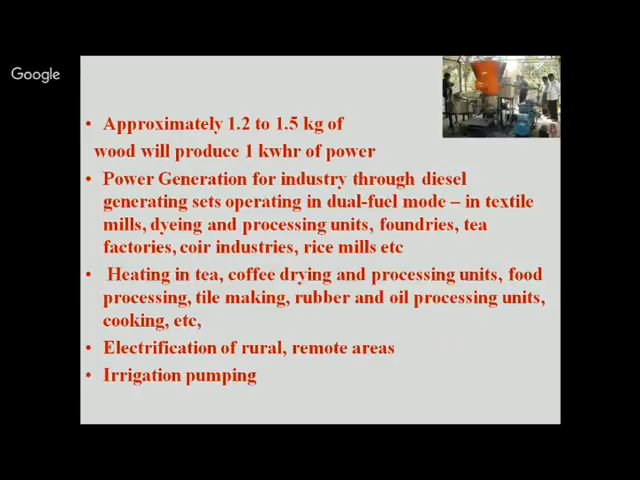 Google
• Approximately 1.2 to 1.5 kg of
wood will produce 1 kwhr of power
• Power Generation for industry through diesel
generating sets operating in dual-fuel mode – in textile
mills, dyeing and processing units, foundries, tea
factories, coir industries, rice mills etc
• Heating in tea, coffee drying and processing units, food
processing, tile making, rubber and oil processing units,
cooking, etc,
• Electrification of rural, remote areas
• Irrigation pumping